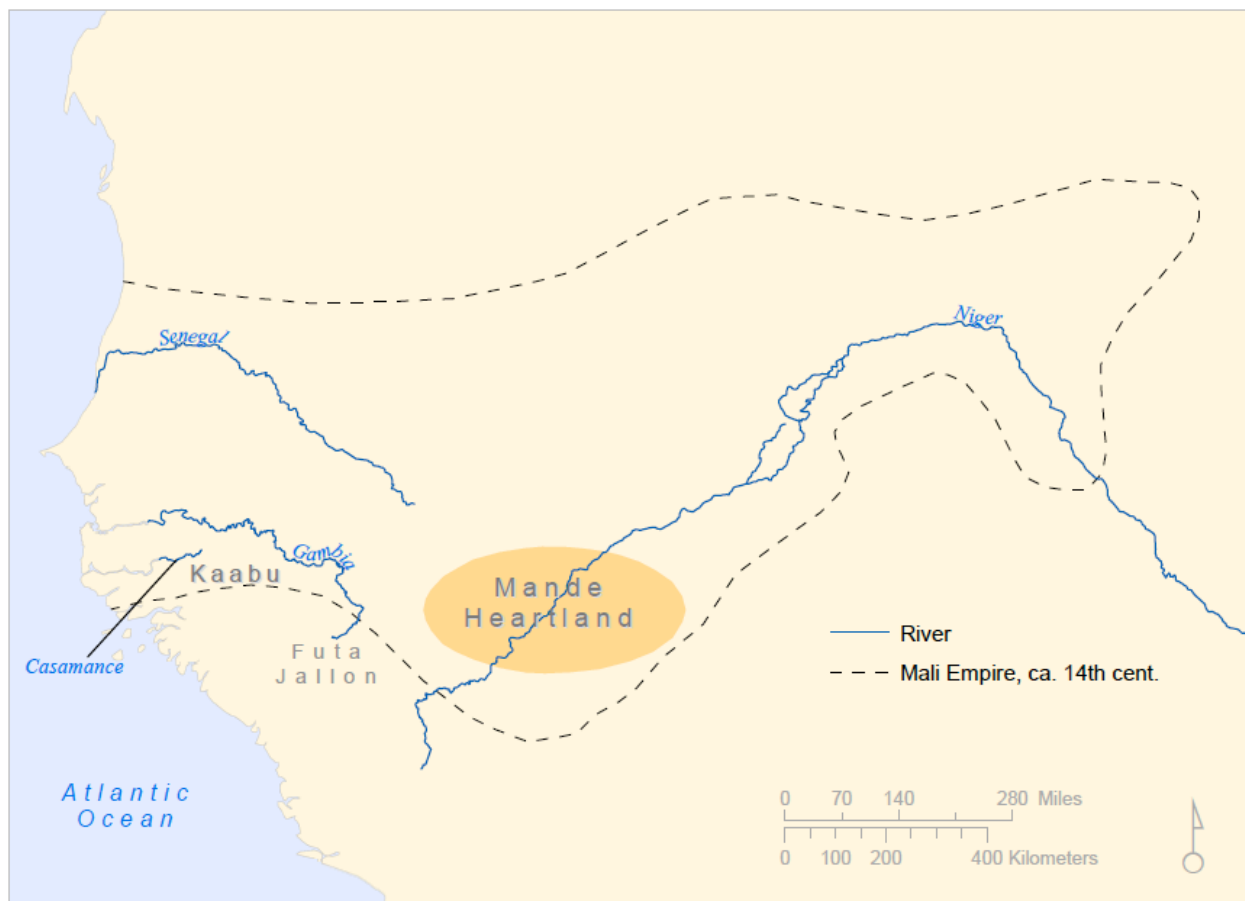 Senegal
Niger
Gambia
Kaabu
Mande
Heartland
Casamance
Futa
Jallon
River
Mali Empire, ca. 14th cent.
Atlantic
Ocean
0 70 140 280 Miles
0 100 200 400 Kilometers